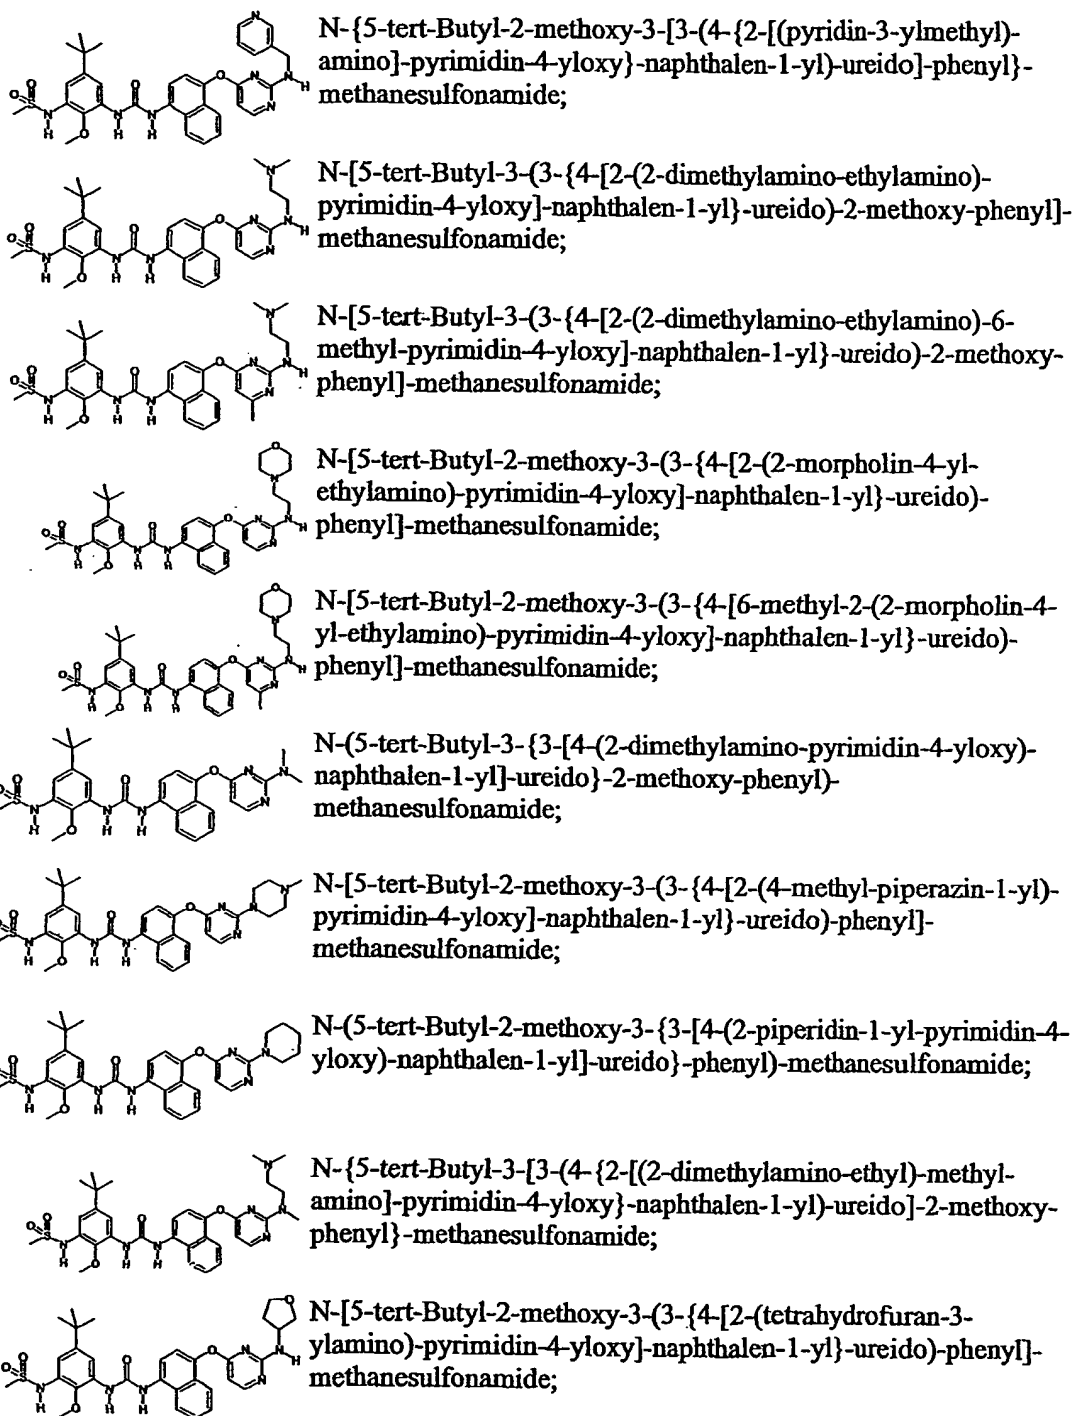 N-{5-tert-Butyl-2-methoxy-3-[3-(4-{2-[(pyridin-3-ylmethyl)-
amino]-pyrimidin-4-yloxy}-naphthalen-1-yl)-ureido]-phenyl}-
methanesulfonamide;
N-[5-tert-Butyl-3-(3-{4-[2-(2-dimethylamino-ethylamino)-
pyrimidin-4-yloxy]-naphthalen-1-yl}-ureido)-2-methoxy-phenyl]-
methanesulfonamide;
N-[5-tert-Butyl-3-(3-{4-[2-(2-dimethylamino-ethylamino)-6-
methyl-pyrimidin-4-yloxy]-naphthalen-1-yl}-ureido)-2-methoxy-
phenyl]-methanesulfonamide;
N-[5-tert-Butyl-2-methoxy-3-(3-{4-[2-(2-morpholin-4-yl-
ethylamino)-pyrimidin-4-yloxy]-naphthalen-1-yl}-ureido)-
phenyl]-methanesulfonamide;
N-[5-tert-Butyl-2-methoxy-3-(3-{4-[6-methyl-2-(2-morpholin-4-
yl-ethylamino)-pyrimidin-4-yloxy]-naphthalen-1-yl}-ureido)-
phenyl]-methanesulfonamide;
N-(5-tert-Butyl-3-{3-[4-(2-dimethylamino-pyrimidin-4-yloxy)-
naphthalen-1-yl]-ureido}-2-methoxy-phenyl)-
methanesulfonamide;
N-[5-tert-Butyl-2-methoxy-3-(3-{4-[2-(4-methyl-piperazin-1-yl)-
pyrimidin-4-yloxy]-naphthalen-1-yl}-ureido)-phenyl]-
methanesulfonamide;
N-(5-tert-Butyl-2-methoxy-3-{3-[4-(2-piperidin-1-yl-pyrimidin-4-
yloxy)-naphthalen-1-yl]-ureido}-phenyl)-methanesulfonamide;
N-{5-tert-Butyl-3-[3-(4-{2-[(2-dimethylamino-ethyl)-methyl-
amino]-pyrimidin-4-yloxy}-naphthalen-1-yl)-ureido]-2-methoxy-
phenyl}-methanesulfonamide;
N-[5-tert-Butyl-2-methoxy-3-(3-{4-[2-(tetrahydrofuran-3-
ylamino)-pyrimidin-4-yloxy]-naphthalen-1-yl}-ureido)-phenyl]-
methanesulfonamide;